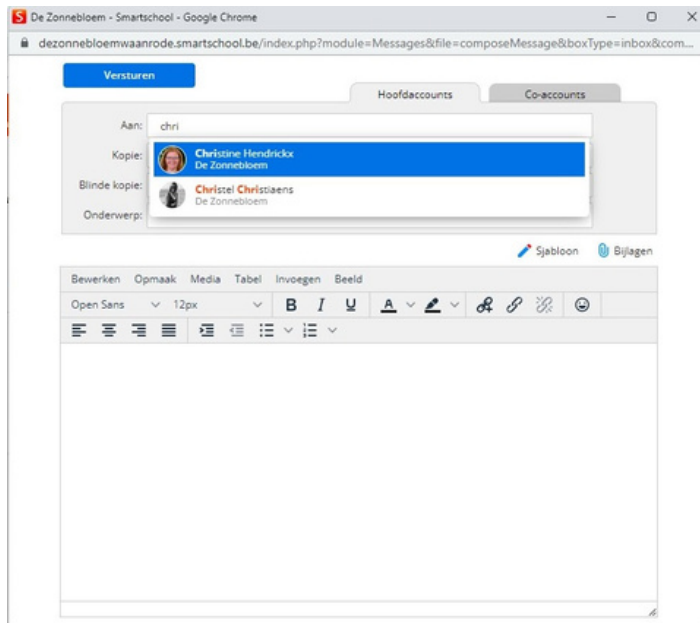 De Zonnebloem - Smartschool - Google Chrome
dezonnebloemwaanrode.smartschool.be/index.php?module=Messages&file=composeMessage&boxType=inbox&com...
Versturen
Hoofdaccounts Co-accounts
Aan: chri
Kopie: Christine Hendrickx
De Zonnebloem
Blinde kopie: Christel Christiaens
De Zonnebloem
Onderwerp:
Sjabloon Bijlagen
Bewerken Opmaak Media Tabel Invoegen Beeld
Open Sans 12px B I U A